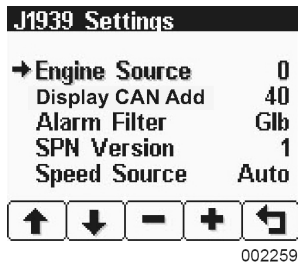 J1939 Settings
Engine Source 0
Display CAN Add 40
Alarm Filter Glb
SPN Version 1
Speed Source Auto
002259